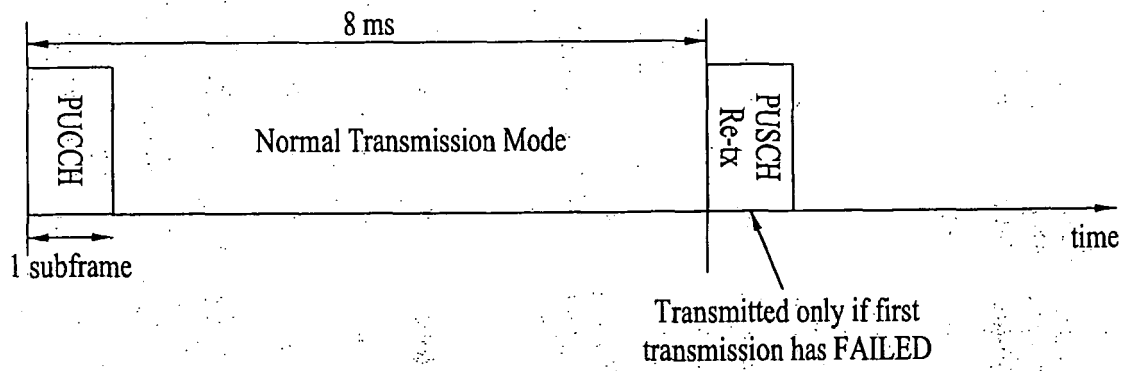 8 ms
PUCCH
Normal Transmission Mode
PUSCH
Re-tx
time
1 subframe
Transmitted only if first
transmission has FAILED